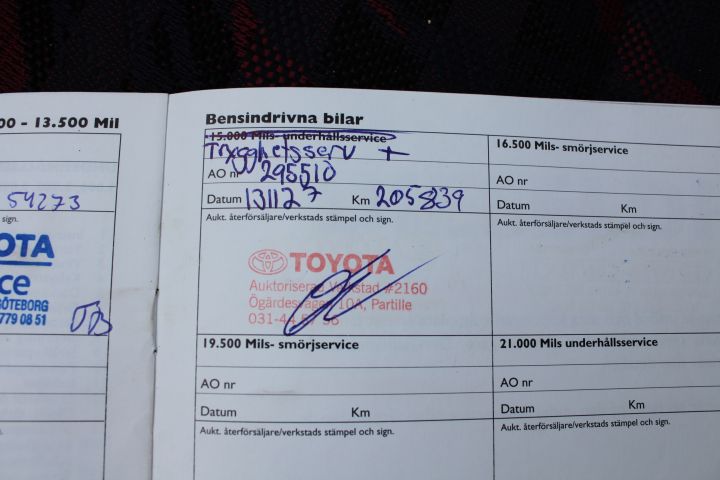 00 - 13.500 Mil
54273
sign.
OTA
ce
GÖTEBORG
779 08 51
Bensindrivna bilar
15.000 Mils- underhållsservice
Trygghetsserv +
AO nr 295510
Datum 131127 Km 205839
Aukt. återförsäljare/verkstads stämpel och sign.
TOYOTA
Auktoriserad Verkstad #2160
Ögärdesvägen 10A, Partille
031-44
16.500 Mils- smörjservice
AO nr
Datum Km
Aukt. återförsäljare/verkstads stämpel och sign.
19.500 Mils- smörjservice
AO nr
Datum Km
Aukt. återförsäljare/verkstads stämpel och sign.
21.000 Mils underhållsservice
AO nr
Datum Km
Aukt. återförsäljare/verkstads stämpel och sign.